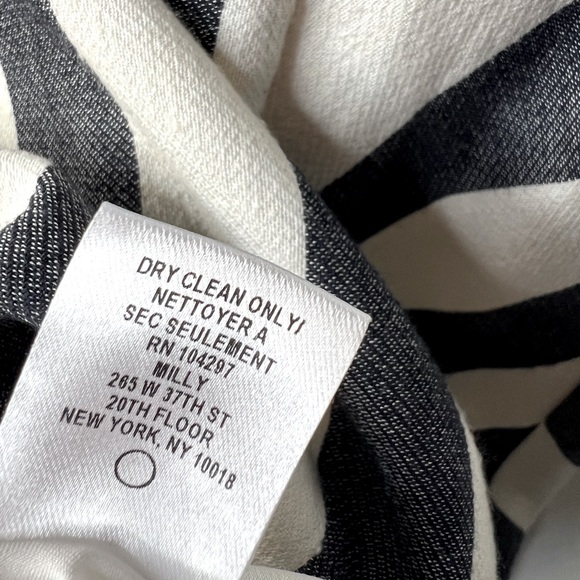 DRY CLEAN ONLY/
NETTOYER A
SEC SEULEMENT
RN 104297
MILLY
265 W 37TH ST
20TH FLOOR
NEW YORK, NY 10018